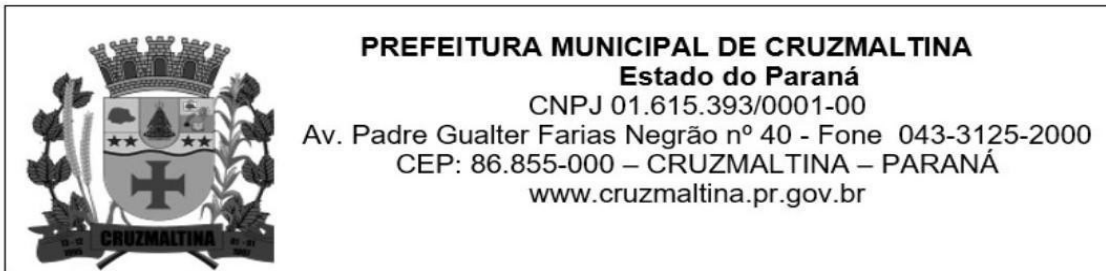 PREFEITURA MUNICIPAL DE CRUZMALTINA
Estado do Paraná
CNPJ 01.615.393/0001-00
Av. Padre Gualter Farias Negrão nº 40 - Fone 043-3125-2000
CEP: 86.855-000 – CRUZMALTINA – PARANÁ
www.cruzmaltina.pr.gov.br
CRUZMALTINA